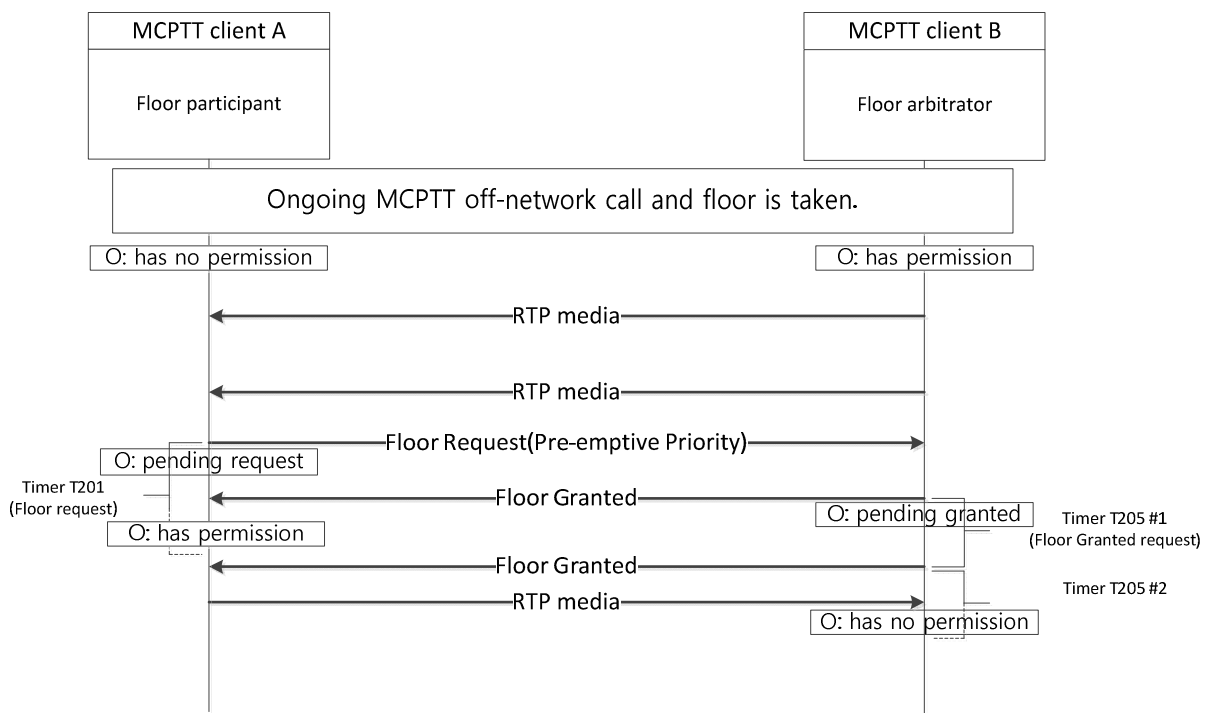 MCPTT client A
MCPTT client B
Floor participant
Floor arbitrator
Ongoing MCPTT off-network call and floor is taken.
O: has no permission
O: has permission
RTP media
RTP media
Floor Request(Pre-emptive Priority)
O: pending request
Timer T201
(Floor request)
Floor Granted
O: pending granted
Timer T205 #1
(Floor Granted request)
O: has permission
Floor Granted
Timer T205 #2
RTP media
O: has no permission